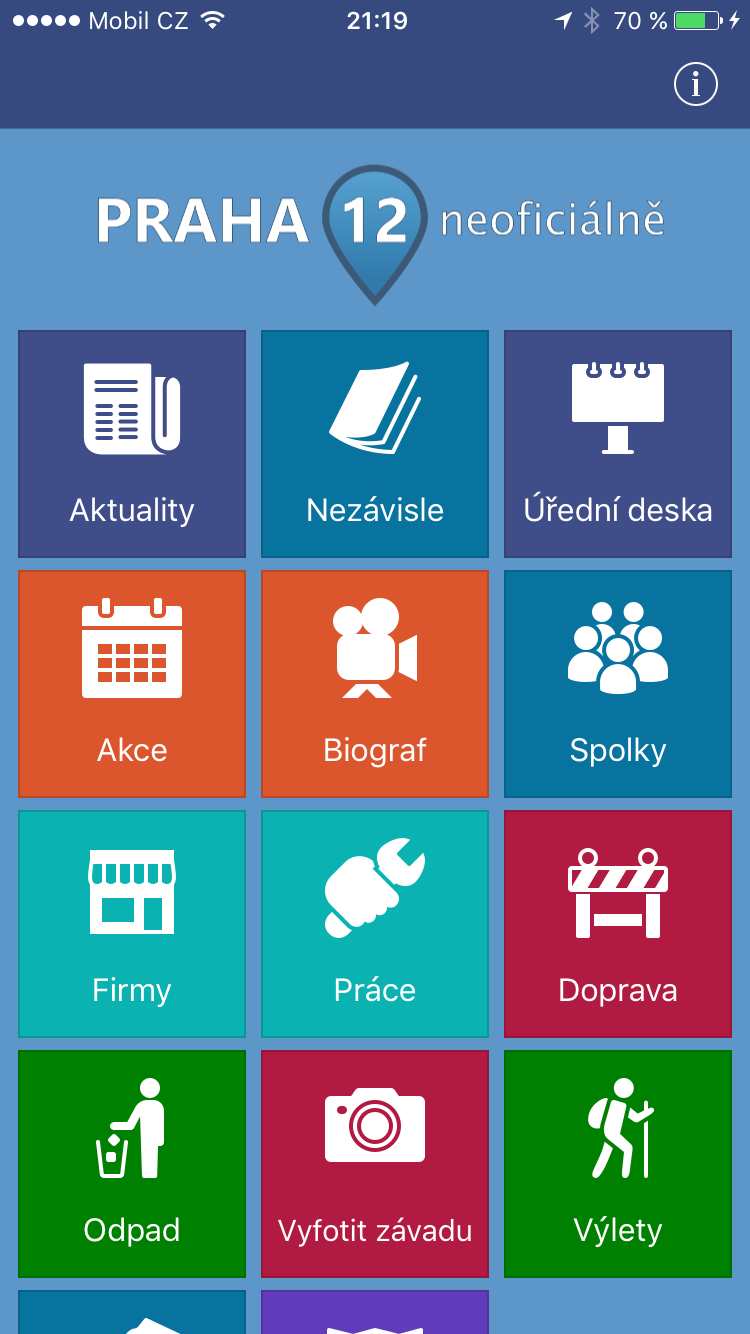 Mobil CZ 21:19 70 %
i
PRAHA 12 neoficiálně
Aktuality Nezávisle Úřední deska
Akce Biograf Spolky
Firmy Práce Doprava
Odpad Vyfotit závadu Výlety